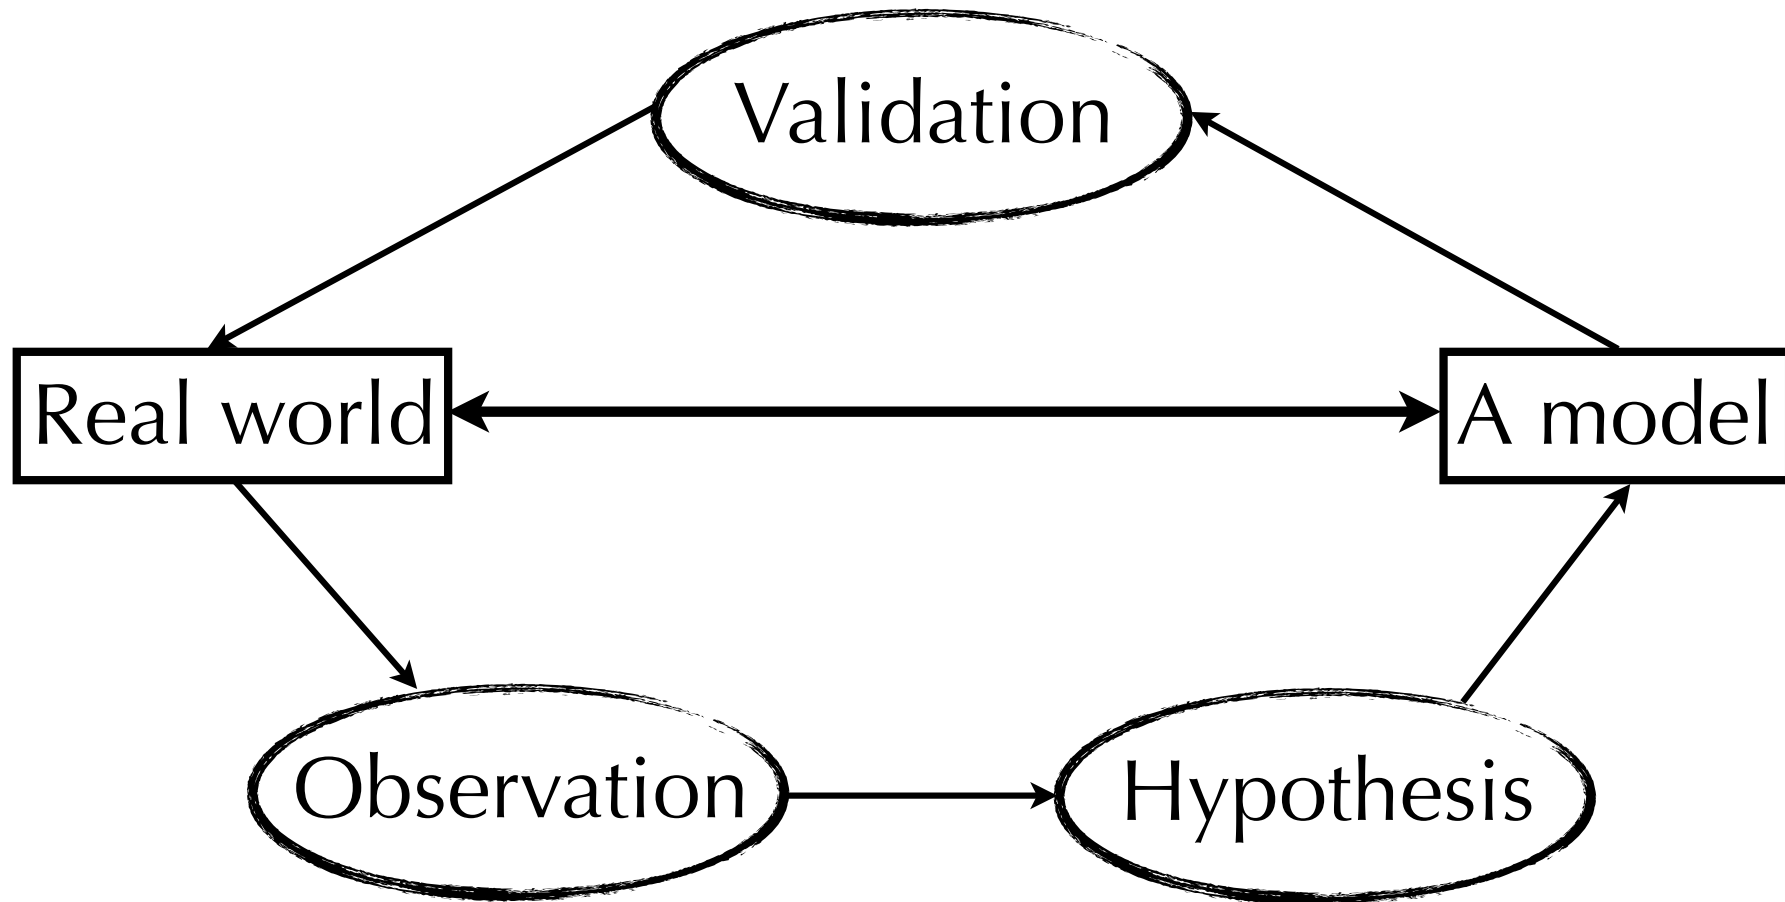 Validation
Real world
A model
Observation
Hypothesis